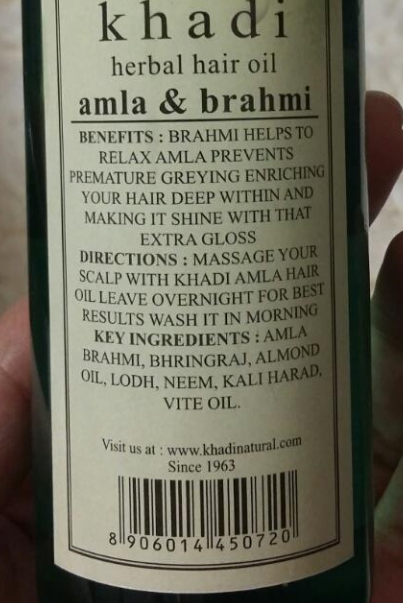 khadi
herbal hair oil
amla & brahmi
BENEFITS : BRAHMI HELPS TO
RELAX AMLA PREVENTS
PREMATURE GREYING ENRICHING
YOUR HAIR DEEP WITHIN AND
MAKING IT SHINE WITH THAT
EXTRA GLOSS
DIRECTIONS : MASSAGE YOUR
SCALP WITH KHADI AMLA HAIR
OIL LEAVE OVERNIGHT FOR BEST
RESULTS WASH IT IN MORNING
KEY INGREDIENTS : AMLA
BRAHMI, BHRINGRAJ, ALMOND
OIL, LODH, NEEM, KALI HARAD,
VITE OIL.
Visit us at : www.khadinatural.com
Since 1963
8 906014 450720